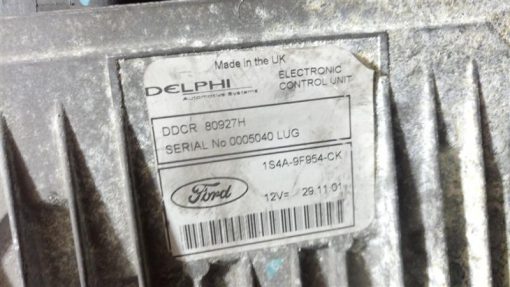 Made in the UK
DELPHI
Automotive Systems
ELECTRONIC
CONTROL UNIT
DDCR 80927H
SERIAL No 0005040 LUG
1S4A-9F954-CK
Ford
12V= 29.11.01